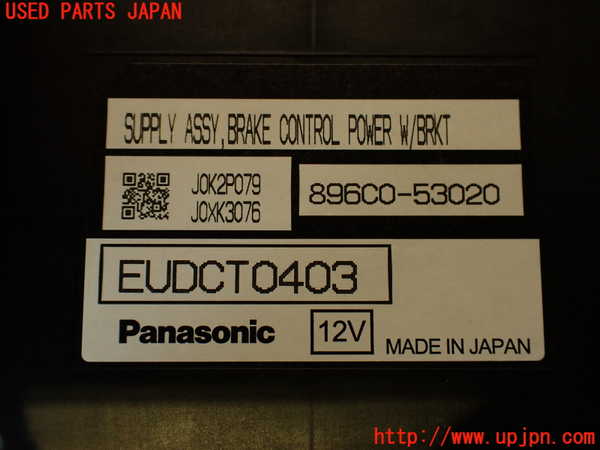 USED PARTS JAPAN
SUPPLY ASSY,BRAKE CONTROL POWER W/BRKT
J0K2P079
J0XK3076
896C0-53020
EUDCT0403
Panasonic
12V
MADE IN JAPAN
http://www.upjpn.com/